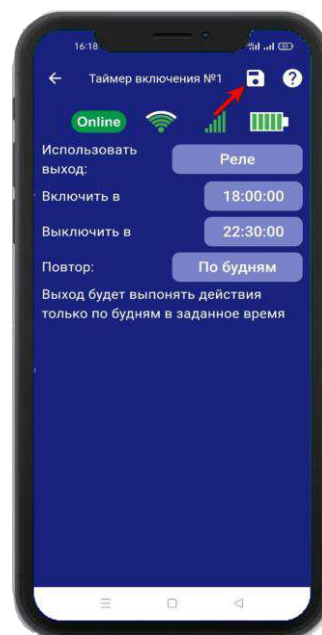 16:18
Таймер включения №1
?
Online
Использовать
выход:
Реле
Включить в
18:00:00
Выключить в
22:30:00
Повтор:
По будням
Выход будет выпонять действия
только по будням в заданное время